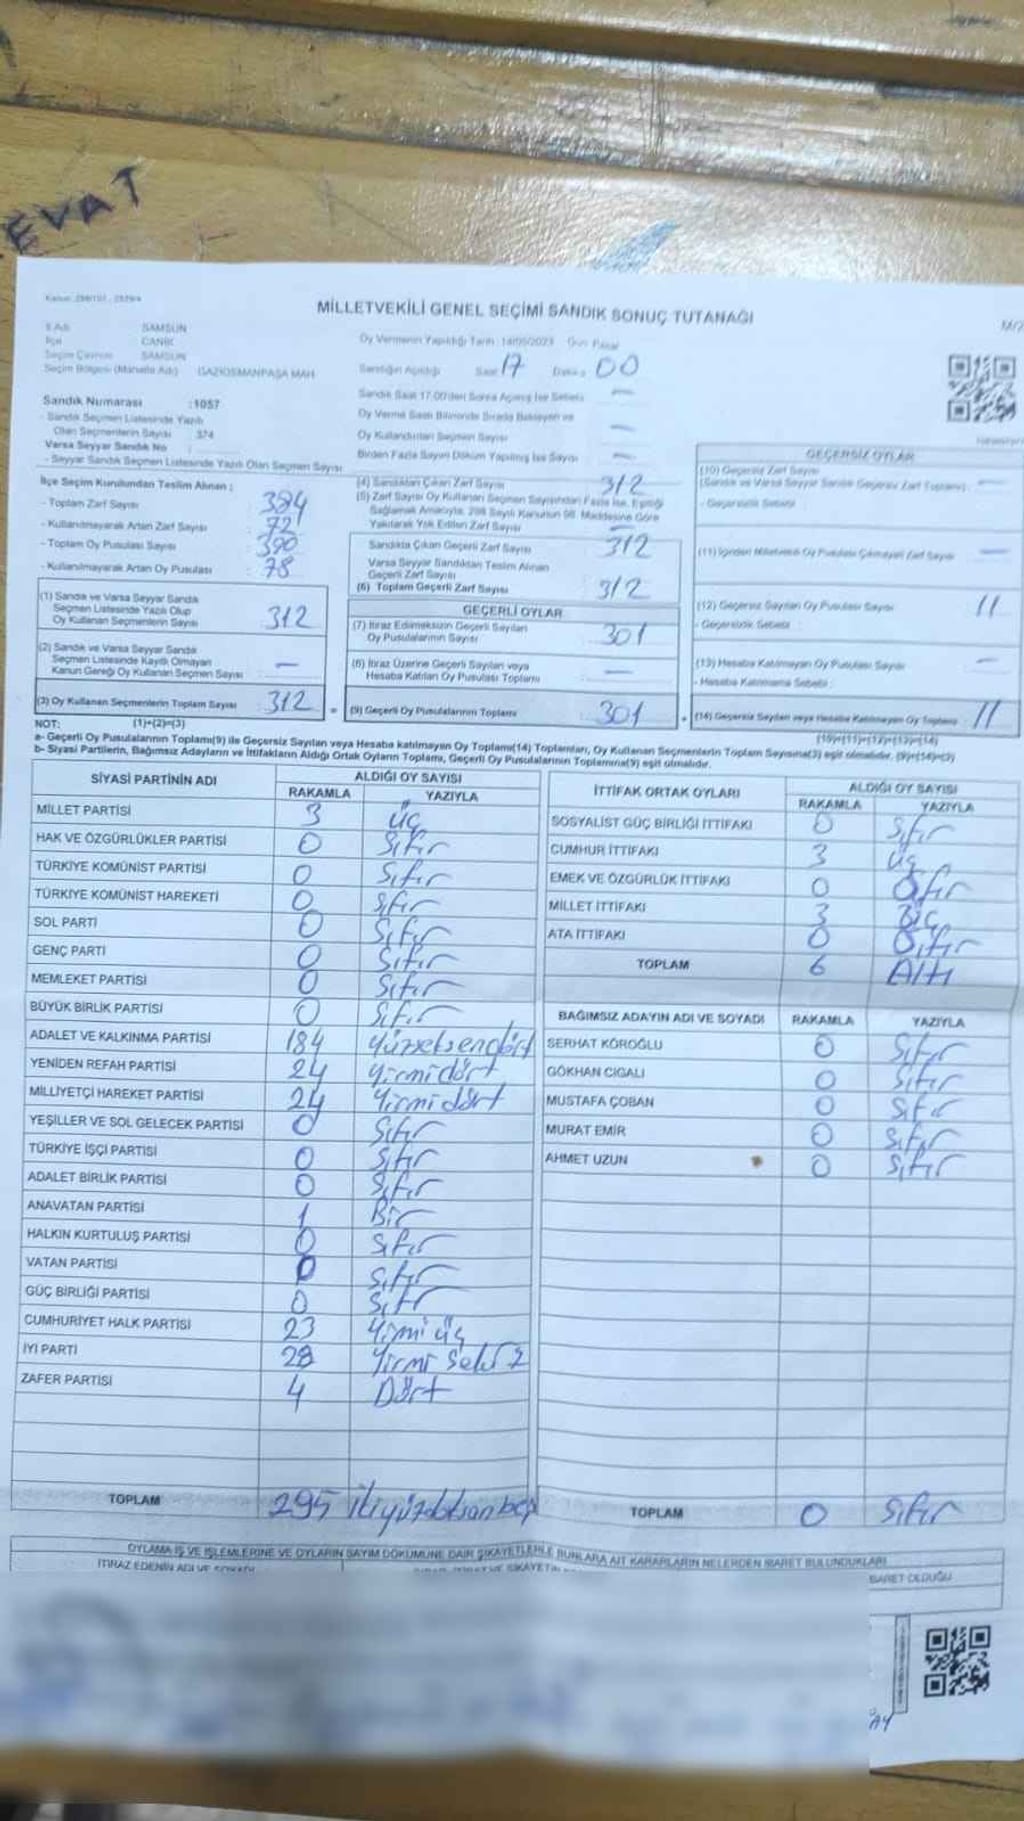 EVAT
MİLLETVEKİLİ GENEL SEÇİMİ SANDIK SONUÇ TUTANAĞI
İl Adı SAMSUN
İlçe CANİK
Seçim Çevresi SAMSUN
Seçim Bölgesi (Mahalle Adı) GAZİOSMANPAŞA MAH.
Oy Vermenin Yapıldığı Tarih : 14/05/2023 Gün Pazar
Sandığın Açıldığı Saat 17 Dakika 00
Sandık Saat 17.00'den Sonra Açılmış İse Sebebi —
Oy Verme Saati Bitiminde Sırada Bekleyen ve
Oy Kullandırılan Seçmen Sayısı —
Birden Fazla Sayım Döküm Yapılmış İse Sayısı —
Sandık Numarası :1057
- Sandık Seçmen Listesinde Yazılı
Olan Seçmenlerin Sayısı 374
Varsa Seyyar Sandık No :
- Seyyar Sandık Seçmen Listesinde Yazılı Olan Seçmen Sayısı
İlçe Seçim Kurulundan Teslim Alınan ;
- Toplam Zarf Sayısı 384
- Kullanılmayarak Artan Zarf Sayısı 72
- Toplam Oy Pusulası Sayısı 390
- Kullanılmayarak Artan Oy Pusulası 78
(1) Sandık ve Varsa Seyyar Sandık
Seçmen Listesinde Yazılı Olup
Oy Kullanan Seçmenlerin Sayısı 312
(2) Sandık ve Varsa Seyyar Sandık
Seçmen Listesinde Kayıtlı Olmayan
Kanun Gereği Oy Kullanan Seçmen Sayısı —
(3) Oy Kullanan Seçmenlerin Toplam Sayısı 312
(4) Sandıktan Çıkan Zarf Sayısı 312
(5) Zarf Sayısı Oy Kullanan Seçmen Sayısından Fazla İse, Eşitliği
Sağlamak Amacıyla, 298 Sayılı Kanunun 98. Maddesine Göre
Yakılarak Yok Edilen Zarf Sayısı —
Sandıkta Çıkan Geçerli Zarf Sayısı 312
Varsa Seyyar Sandıktan Teslim Alınan
Geçerli Zarf Sayısı
(6) Toplam Geçerli Zarf Sayısı 312
GEÇERLİ OYLAR
(7) İtiraz Edilmeksizin Geçerli Sayılan
Oy Pusulalarının Sayısı 301
(8) İtiraz Üzerine Geçerli Sayılan veya
Hesaba Katılan Oy Pusulası Toplamı —
= (9) Geçerli Oy Pusulalarının Toplamı 301
GEÇERSİZ OYLAR
(10) Geçersiz Zarf Sayısı
(Sandık ve Varsa Seyyar Sandık Geçersiz Zarf Toplamı) : —
- Geçersizlik Sebebi :
(11) İçinden Milletvekili Oy Pusulası Çıkmayan Zarf Sayısı —
(12) Geçersiz Sayılan Oy Pusulası Sayısı 11
- Geçersizlik Sebebi :
(13) Hesaba Katılmayan Oy Pusulası Sayısı —
- Hesaba Katılmama Sebebi :
+ (14) Geçersiz Sayılan veya Hesaba Katılmayan Oy Toplamı 11
NOT: (1)+(2)=(3) (10)+(11)+(12)+(13)=(14)
a- Geçerli Oy Pusulalarının Toplamı(9) ile Geçersiz Sayılan veya Hesaba katılmayan Oy Toplamı(14) Toplamları, Oy Kullanan Seçmenlerin Toplam Sayısına(3) eşit olmalıdır. (9)+(14)=(3)
b- Siyasi Partilerin, Bağımsız Adayların ve İttifakların Aldığı Ortak Oyların Toplamı, Geçerli Oy Pusulalarının Toplamına(9) eşit olmalıdır.
SİYASİ PARTİNİN ADI ALDIĞI OY SAYISI
RAKAMLA YAZIYLA
MİLLET PARTİSİ 3 üç
HAK VE ÖZGÜRLÜKLER PARTİSİ 0 Sıfır
TÜRKİYE KOMÜNİST PARTİSİ 0 Sıfır
TÜRKİYE KOMÜNİST HAREKETİ 0 Sıfır
SOL PARTİ 0 Sıfır
GENÇ PARTİ 0 Sıfır
MEMLEKET PARTİSİ 0 Sıfır
BÜYÜK BİRLİK PARTİSİ 0 Sıfır
ADALET VE KALKINMA PARTİSİ 184 Yüzseksendört
YENİDEN REFAH PARTİSİ 24 Yirmidört
MİLLİYETÇİ HAREKET PARTİSİ 24 Yirmidört
YEŞİLLER VE SOL GELECEK PARTİSİ 0 Sıfır
TÜRKİYE İŞÇİ PARTİSİ 0 Sıfır
ADALET BİRLİK PARTİSİ 0 Sıfır
ANAVATAN PARTİSİ 1 Bir
HALKIN KURTULUŞ PARTİSİ 0 Sıfır
VATAN PARTİSİ 0 Sıfır
GÜÇ BİRLİĞİ PARTİSİ 0 Sıfır
CUMHURİYET HALK PARTİSİ 23 Yirmi üç
İYİ PARTİ 28 Yirmi Sekiz
ZAFER PARTİSİ 4 Dört
TOPLAM 295 ikiyüzdoksanbeş
İTTİFAK ORTAK OYLARI ALDIĞI OY SAYISI
RAKAMLA YAZIYLA
SOSYALİST GÜÇ BİRLİĞİ İTTİFAKI 0 Sıfır
CUMHUR İTTİFAKI 3 üç
EMEK VE ÖZGÜRLÜK İTTİFAKI 0 Sıfır
MİLLET İTTİFAKI 3 üç
ATA İTTİFAKI 0 Sıfır
TOPLAM 6 Altı
BAĞIMSIZ ADAYIN ADI VE SOYADI RAKAMLA YAZIYLA
SERHAT KÖROĞLU 0 Sıfır
GÖKHAN CIGALI 0 Sıfır
MUSTAFA ÇOBAN 0 Sıfır
MURAT EMİR 0 Sıfır
AHMET UZUN 0 Sıfır
TOPLAM 0 Sıfır
OYLAMA İŞ VE İŞLEMLERİNE VE OYLARIN SAYIM DÖKÜMÜNE DAİR ŞİKAYETLERLE BUNLARA AİT KARARLARIN NELERDEN İBARET BULUNDUKLARI
İTİRAZ EDENİN ADI VE SOYADI